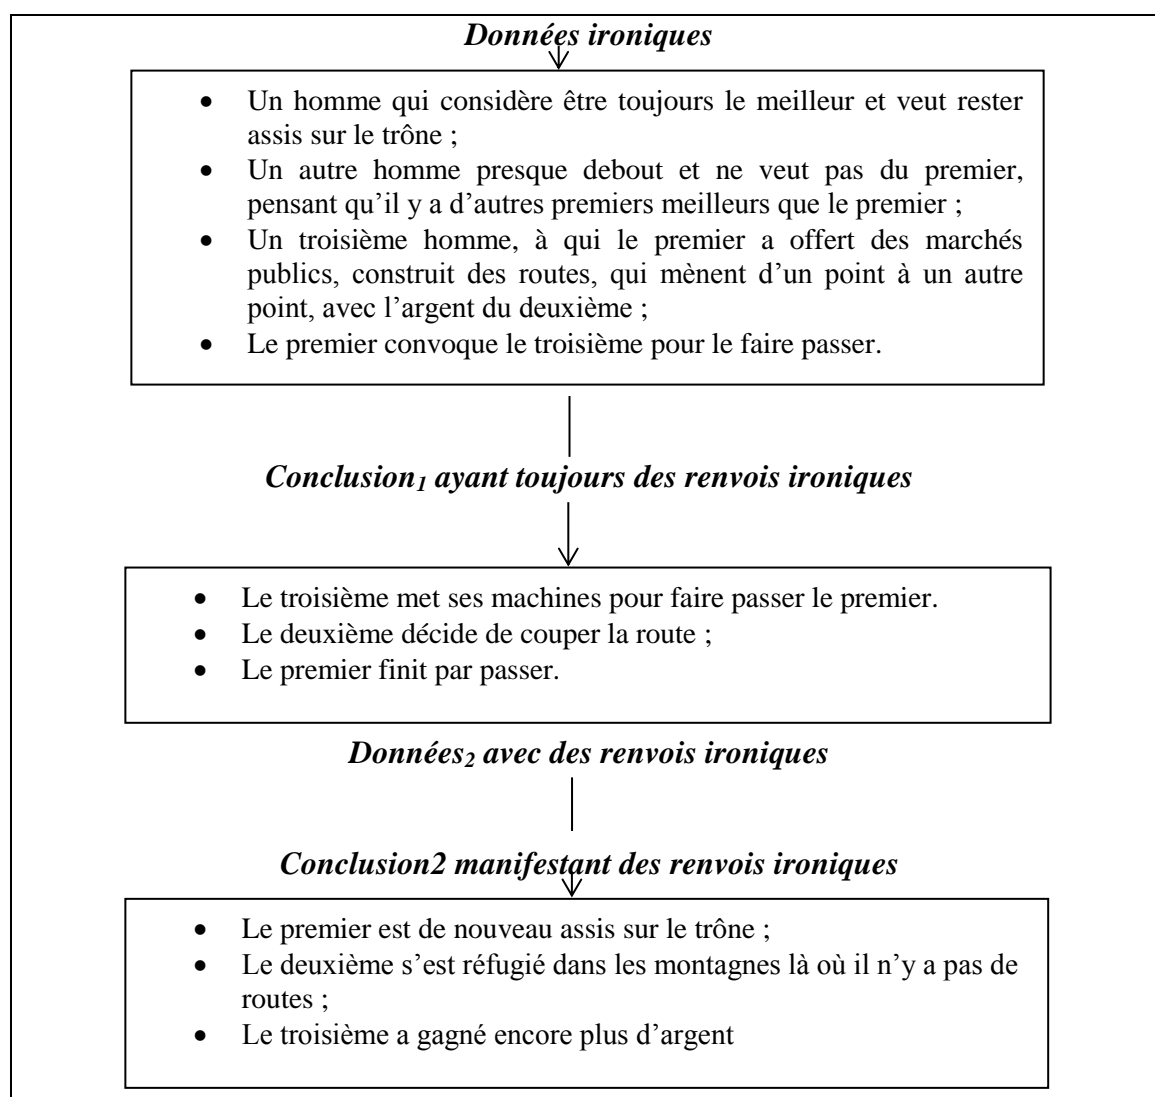 Données ironiques
• Un homme qui considère être toujours le meilleur et veut rester
assis sur le trône ;
• Un autre homme presque debout et ne veut pas du premier,
pensant qu’il y a d’autres premiers meilleurs que le premier ;
• Un troisième homme, à qui le premier a offert des marchés
publics, construit des routes, qui mènent d’un point à un autre
point, avec l’argent du deuxième ;
• Le premier convoque le troisième pour le faire passer.
Conclusion₁ ayant toujours des renvois ironiques
• Le troisième met ses machines pour faire passer le premier.
• Le deuxième décide de couper la route ;
• Le premier finit par passer.
Données₂ avec des renvois ironiques
Conclusion2 manifestant des renvois ironiques
• Le premier est de nouveau assis sur le trône ;
• Le deuxième s’est réfugié dans les montagnes là où il n’y a pas de
routes ;
• Le troisième a gagné encore plus d’argent